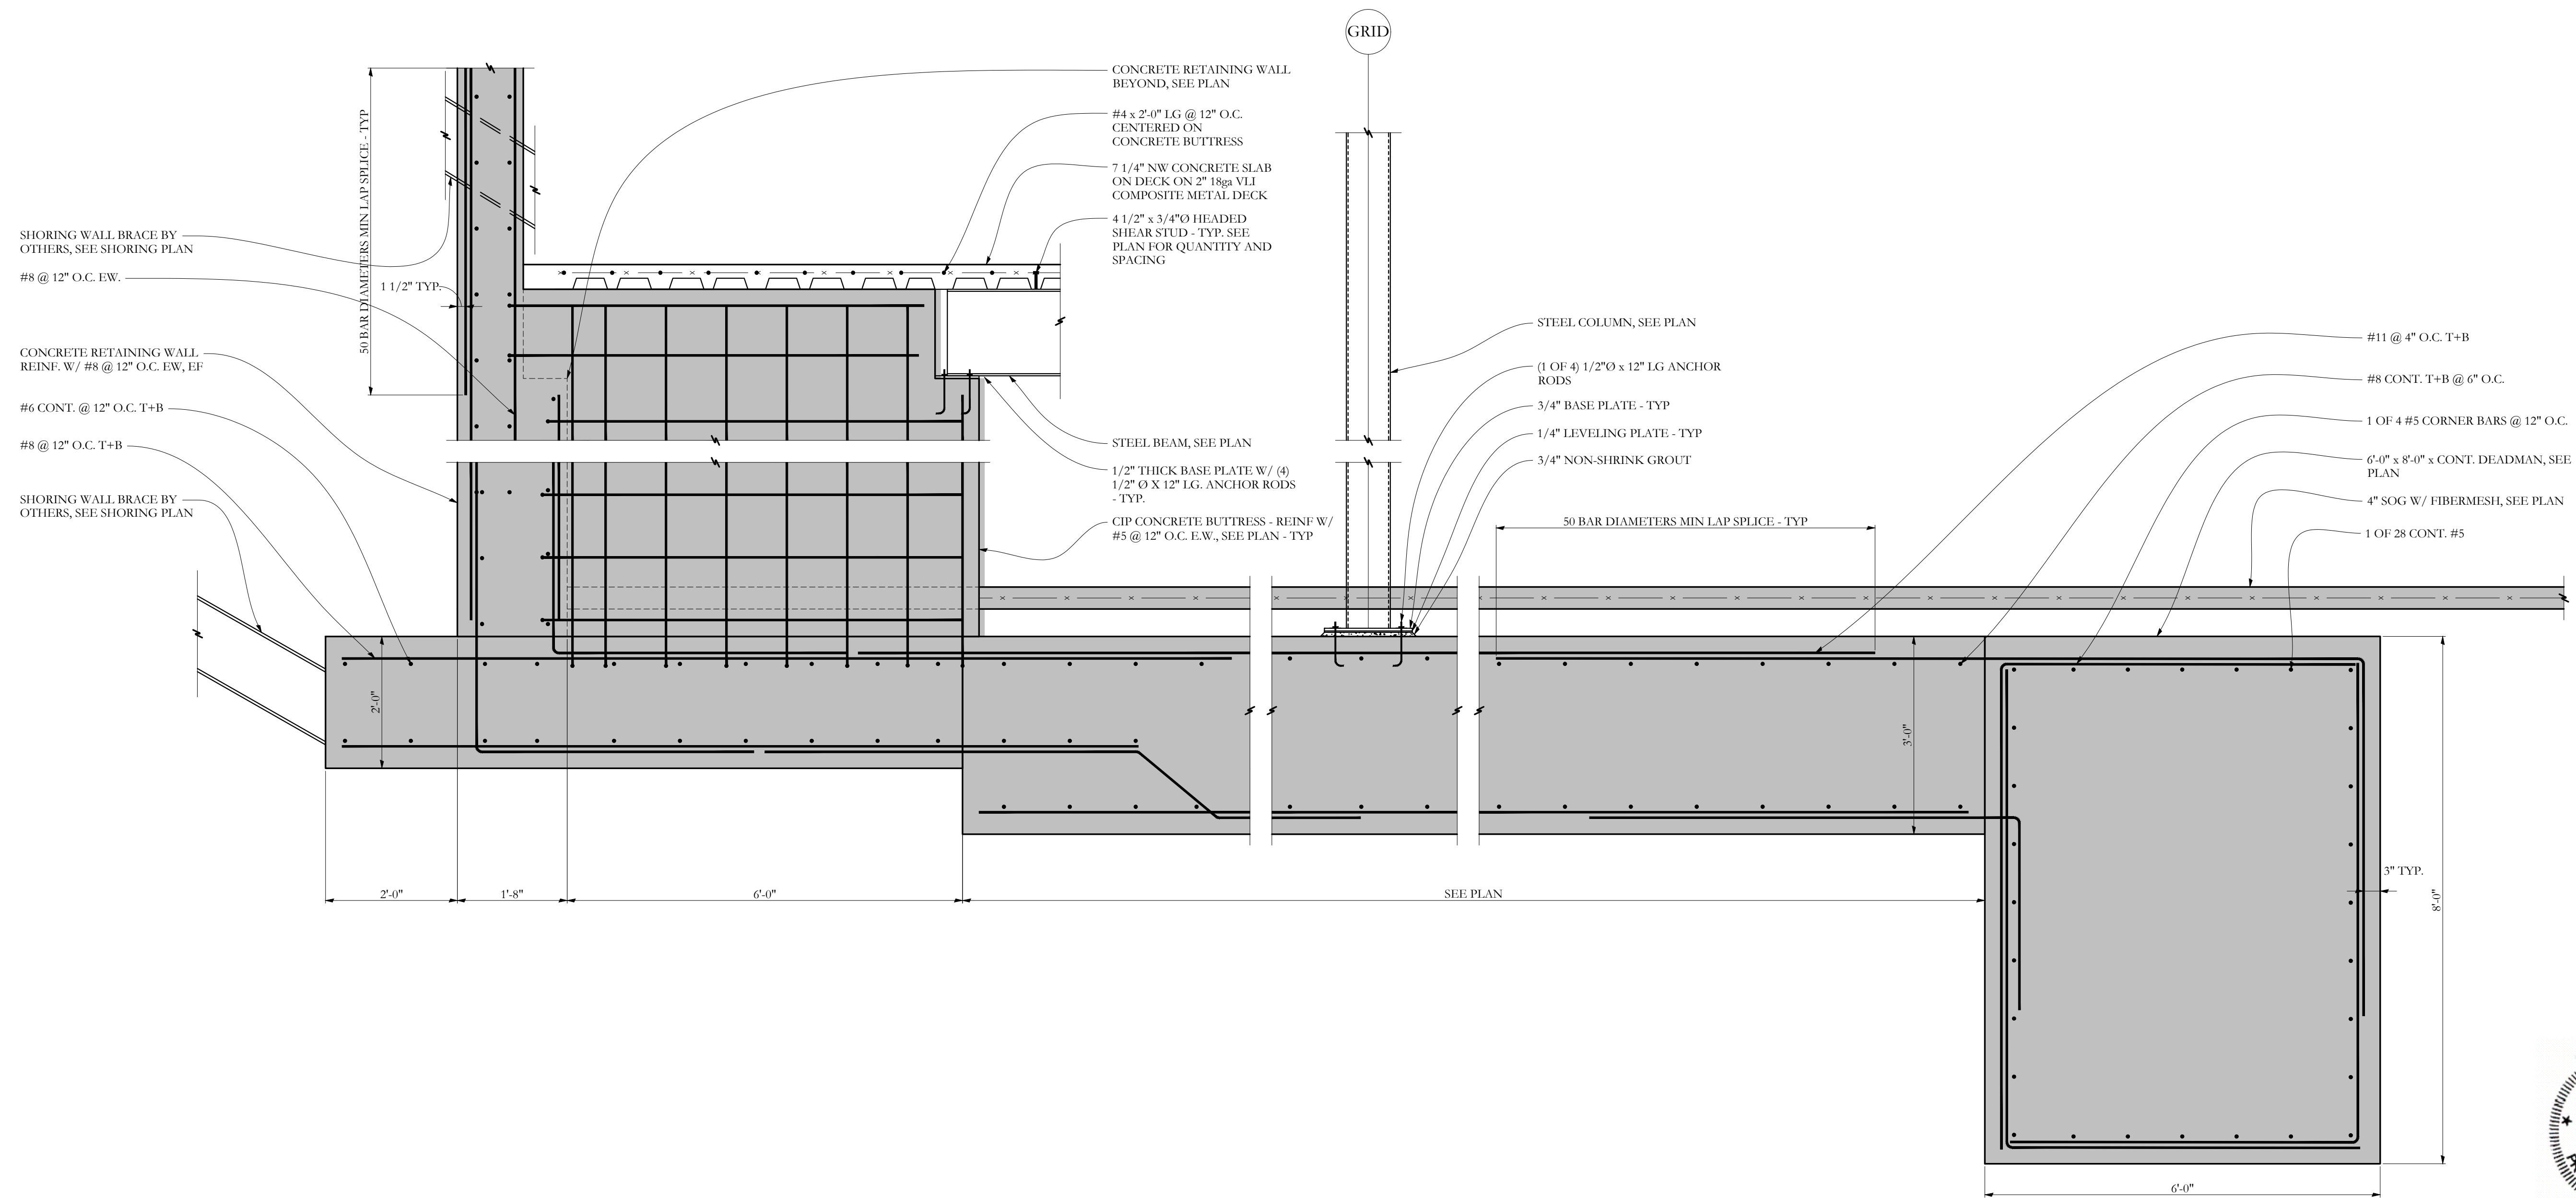 GRID
CONCRETE RETAINING WALL
BEYOND, SEE PLAN
#4 x 2'-0" LG @ 12" O.C.
CENTERED ON
CONCRETE BUTTRESS
7 1/4" NW CONCRETE SLAB
ON DECK ON 2" 18ga VLI
COMPOSITE METAL DECK
4 1/2" x 3/4"Ø HEADED
SHEAR STUD - TYP. SEE
PLAN FOR QUANTITY AND
SPACING
50 BAR DIAMETERS MIN LAP SPLICE - TYP
SHORING WALL BRACE BY
OTHERS, SEE SHORING PLAN
#8 @ 12" O.C. EW.
1 1/2" TYP.
CONCRETE RETAINING WALL
REINF. W/ #8 @ 12" O.C. EW, EF
#6 CONT. @ 12" O.C. T+B
#8 @ 12" O.C. T+B
SHORING WALL BRACE BY
OTHERS, SEE SHORING PLAN
STEEL BEAM, SEE PLAN
1/2" THICK BASE PLATE W/ (4)
1/2" Ø X 12" LG. ANCHOR RODS
- TYP.
CIP CONCRETE BUTTRESS - REINF W/
#5 @ 12" O.C. E.W., SEE PLAN - TYP
STEEL COLUMN, SEE PLAN
(1 OF 4) 1/2"Ø x 12" LG ANCHOR
RODS
3/4" BASE PLATE - TYP
1/4" LEVELING PLATE - TYP
3/4" NON-SHRINK GROUT
50 BAR DIAMETERS MIN LAP SPLICE - TYP
#11 @ 4" O.C. T+B
#8 CONT. T+B @ 6" O.C.
1 OF 4 #5 CORNER BARS @ 12" O.C.
6'-0" x 8'-0" x CONT. DEADMAN, SEE
PLAN
4" SOG W/ FIBERMESH, SEE PLAN
1 OF 28 CONT. #5
2'-0"
3'-0"
3" TYP.
8'-0"
2'-0"
1'-8"
6'-0"
SEE PLAN
6'-0"